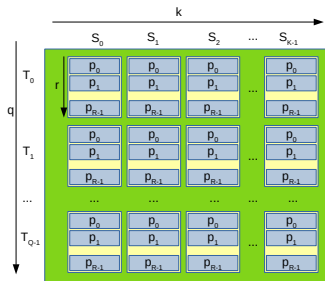 k
S0 S1 S2 ... SK-1
T0 r p0 p0 p0 p0
p1 p1 p1 p1
...
pR-1 pR-1 pR-1 pR-1
q
p0 p0 p0 p0
T1 p1 p1 p1 p1
...
pR-1 pR-1 pR-1 pR-1
... ... ... ... ...
p0 p0 p0 p0
TQ-1 p1 p1 p1 p1
...
pR-1 pR-1 pR-1 pR-1